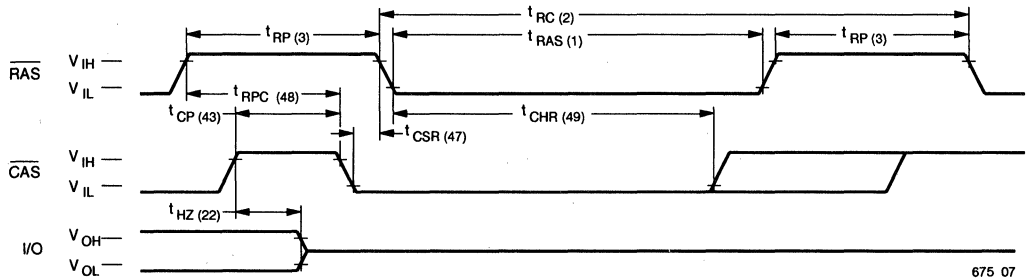 t RC (2)
t RP (3)
t RAS (1)
t RP (3)
RAS
V IH
V IL
t RPC (48)
t CP (43)
t CHR (49)
t CSR (47)
CAS
V IH
V IL
t HZ (22)
I/O
V OH
V OL
675 07